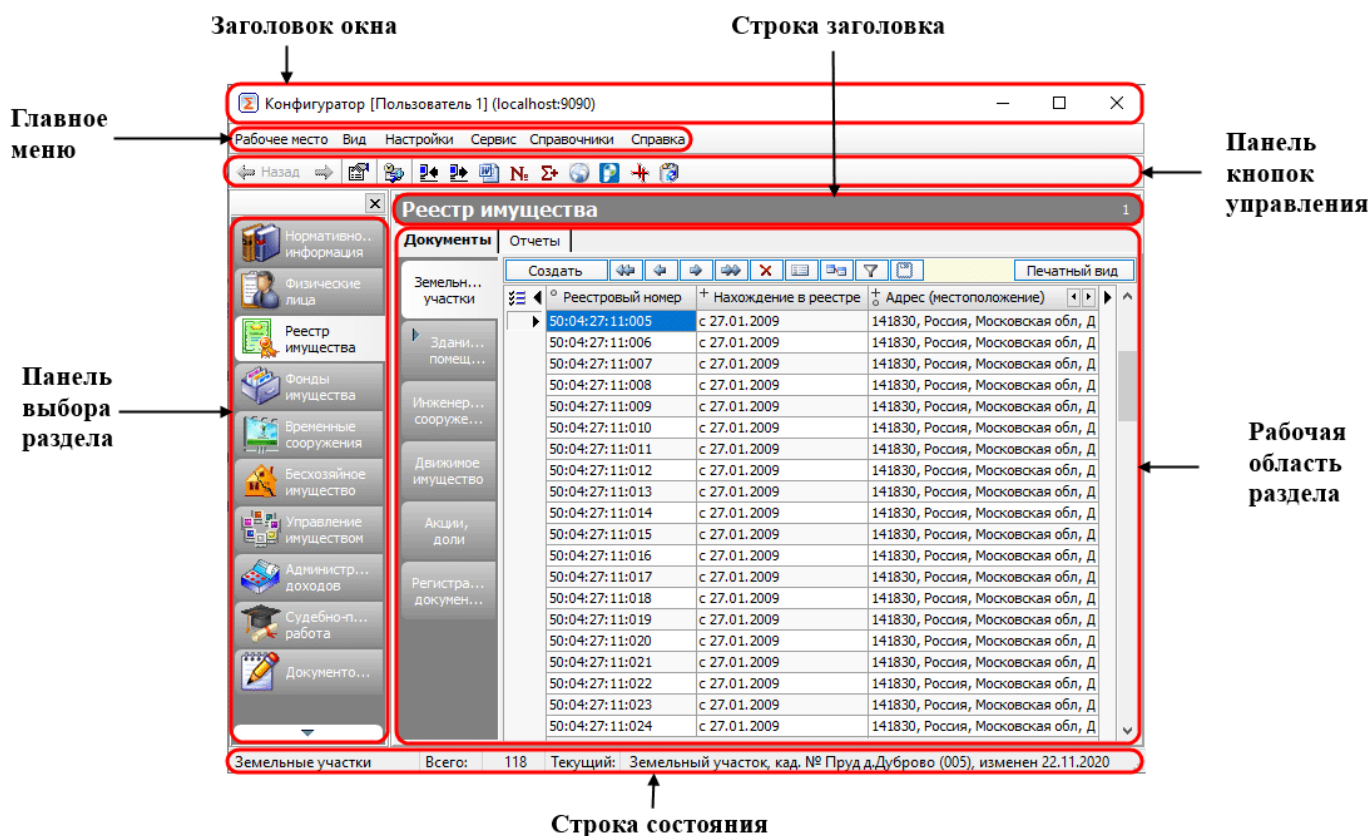 Заголовок окна
Строка заголовка
Главное
меню
Конфигуратор [Пользователь 1] (localhost:9090)
Рабочее место Вид Настройки Сервис Справочники Справка
Назад
Панель
кнопок
управления
Реестр имущества 1
Документы Отчеты
Создать Печатный вид
Реестровый номер Нахождение в реестре Адрес (местоположение)
Панель
выбора
раздела
Нормативно...
информация
Физические
лица
Реестр
имущества
Фонды
имущества
Временные
сооружения
Бесхозяйное
имущество
Управление
имуществом
Администр...
доходов
Судебно-п...
работа
Документо...
Земельн...
участки
Здани...
помещ...
Инженер...
сооруже...
Движимое
имущество
Акции,
доли
Регистра...
докумен...
50:04:27:11:005 с 27.01.2009 141830, Россия, Московская обл, Д
50:04:27:11:006 с 27.01.2009 141830, Россия, Московская обл, Д
50:04:27:11:007 с 27.01.2009 141830, Россия, Московская обл, Д
50:04:27:11:008 с 27.01.2009 141830, Россия, Московская обл, Д
50:04:27:11:009 с 27.01.2009 141830, Россия, Московская обл, Д
50:04:27:11:010 с 27.01.2009 141830, Россия, Московская обл, Д
50:04:27:11:011 с 27.01.2009 141830, Россия, Московская обл, Д
50:04:27:11:012 с 27.01.2009 141830, Россия, Московская обл, Д
50:04:27:11:013 с 27.01.2009 141830, Россия, Московская обл, Д
50:04:27:11:014 с 27.01.2009 141830, Россия, Московская обл, Д
50:04:27:11:015 с 27.01.2009 141830, Россия, Московская обл, Д
50:04:27:11:016 с 27.01.2009 141830, Россия, Московская обл, Д
50:04:27:11:017 с 27.01.2009 141830, Россия, Московская обл, Д
50:04:27:11:018 с 27.01.2009 141830, Россия, Московская обл, Д
50:04:27:11:019 с 27.01.2009 141830, Россия, Московская обл, Д
50:04:27:11:020 с 27.01.2009 141830, Россия, Московская обл, Д
50:04:27:11:021 с 27.01.2009 141830, Россия, Московская обл, Д
50:04:27:11:022 с 27.01.2009 141830, Россия, Московская обл, Д
50:04:27:11:023 с 27.01.2009 141830, Россия, Московская обл, Д
50:04:27:11:024 с 27.01.2009 141830, Россия, Московская обл, Д
Рабочая
область
раздела
Земельные участки Всего: 118 Текущий: Земельный участок, кад. № Пруд д.Дуброво (005), изменен 22.11.2020
Строка состояния